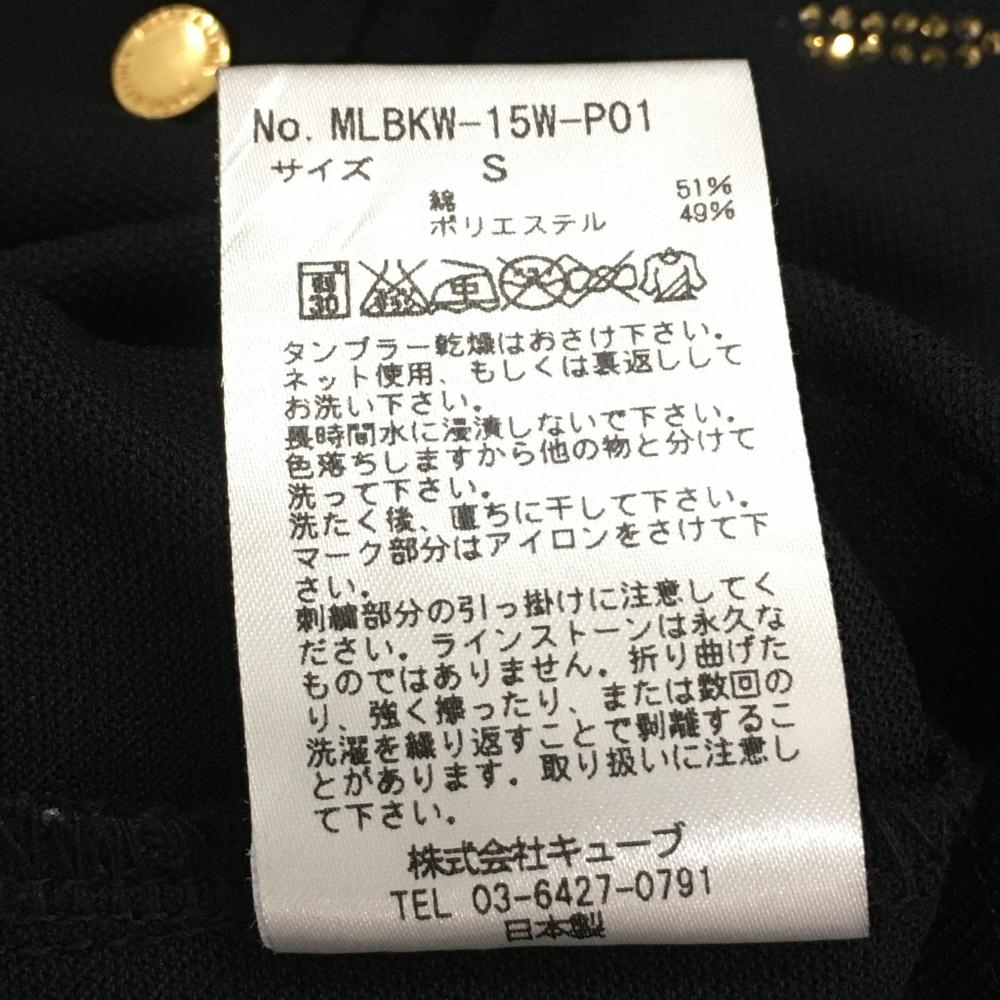 No. MLBKW-15W-P01
サイズ S
綿 51%
ポリエステル 49%
30
タンブラー乾燥はおさけ下さい。
ネット使用、もしくは裏返しして
お洗い下さい。
長時間水に浸漬しないで下さい。
色落ちしますから他の物と分けて
洗って下さい。
洗たく後、直ちに干して下さい。
マーク部分はアイロンをさけて下
さい。
刺繍部分の引っ掛けに注意してく
ださい。ラインストーンは永久な
ものではありません。折り曲げた
り、強く擦ったり、または数回の
洗濯を繰り返すことで剥離するこ
とがあります。取り扱いに注意し
て下さい。
株式会社キューブ
TEL 03-6427-0791
日本製